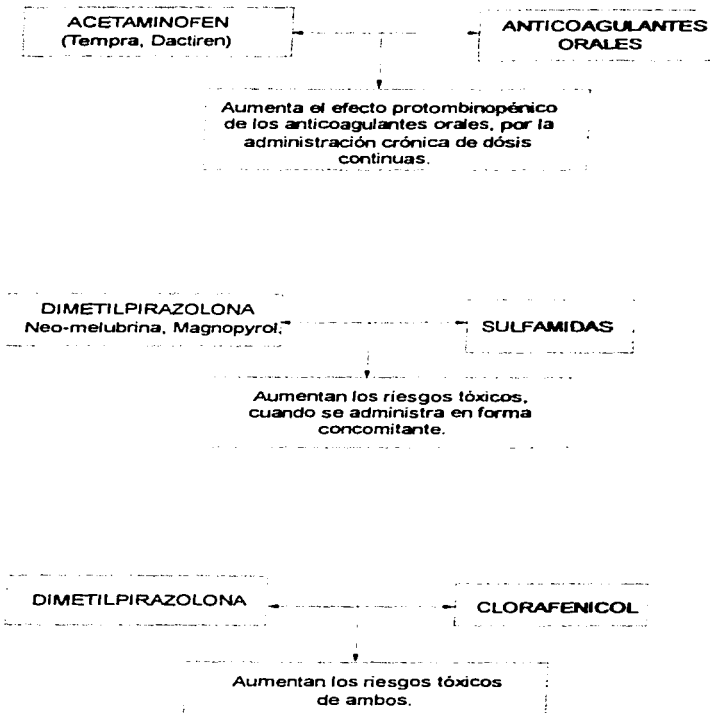 ACETAMINOFEN
(Tempra, Dactiren)
ANTICOAGULANTES
ORALES
Aumenta el efecto protombinopénico
de los anticoagulantes orales, por la
administración crónica de dósis
continuas.
DIMETILPIRAZOLONA
Neo-melubrina, Magnopyrol.
SULFAMIDAS
Aumentan los riesgos tóxicos,
cuando se administra en forma
concomitante.
DIMETILPIRAZOLONA
CLORAFENICOL
Aumentan los riesgos tóxicos
de ambos.